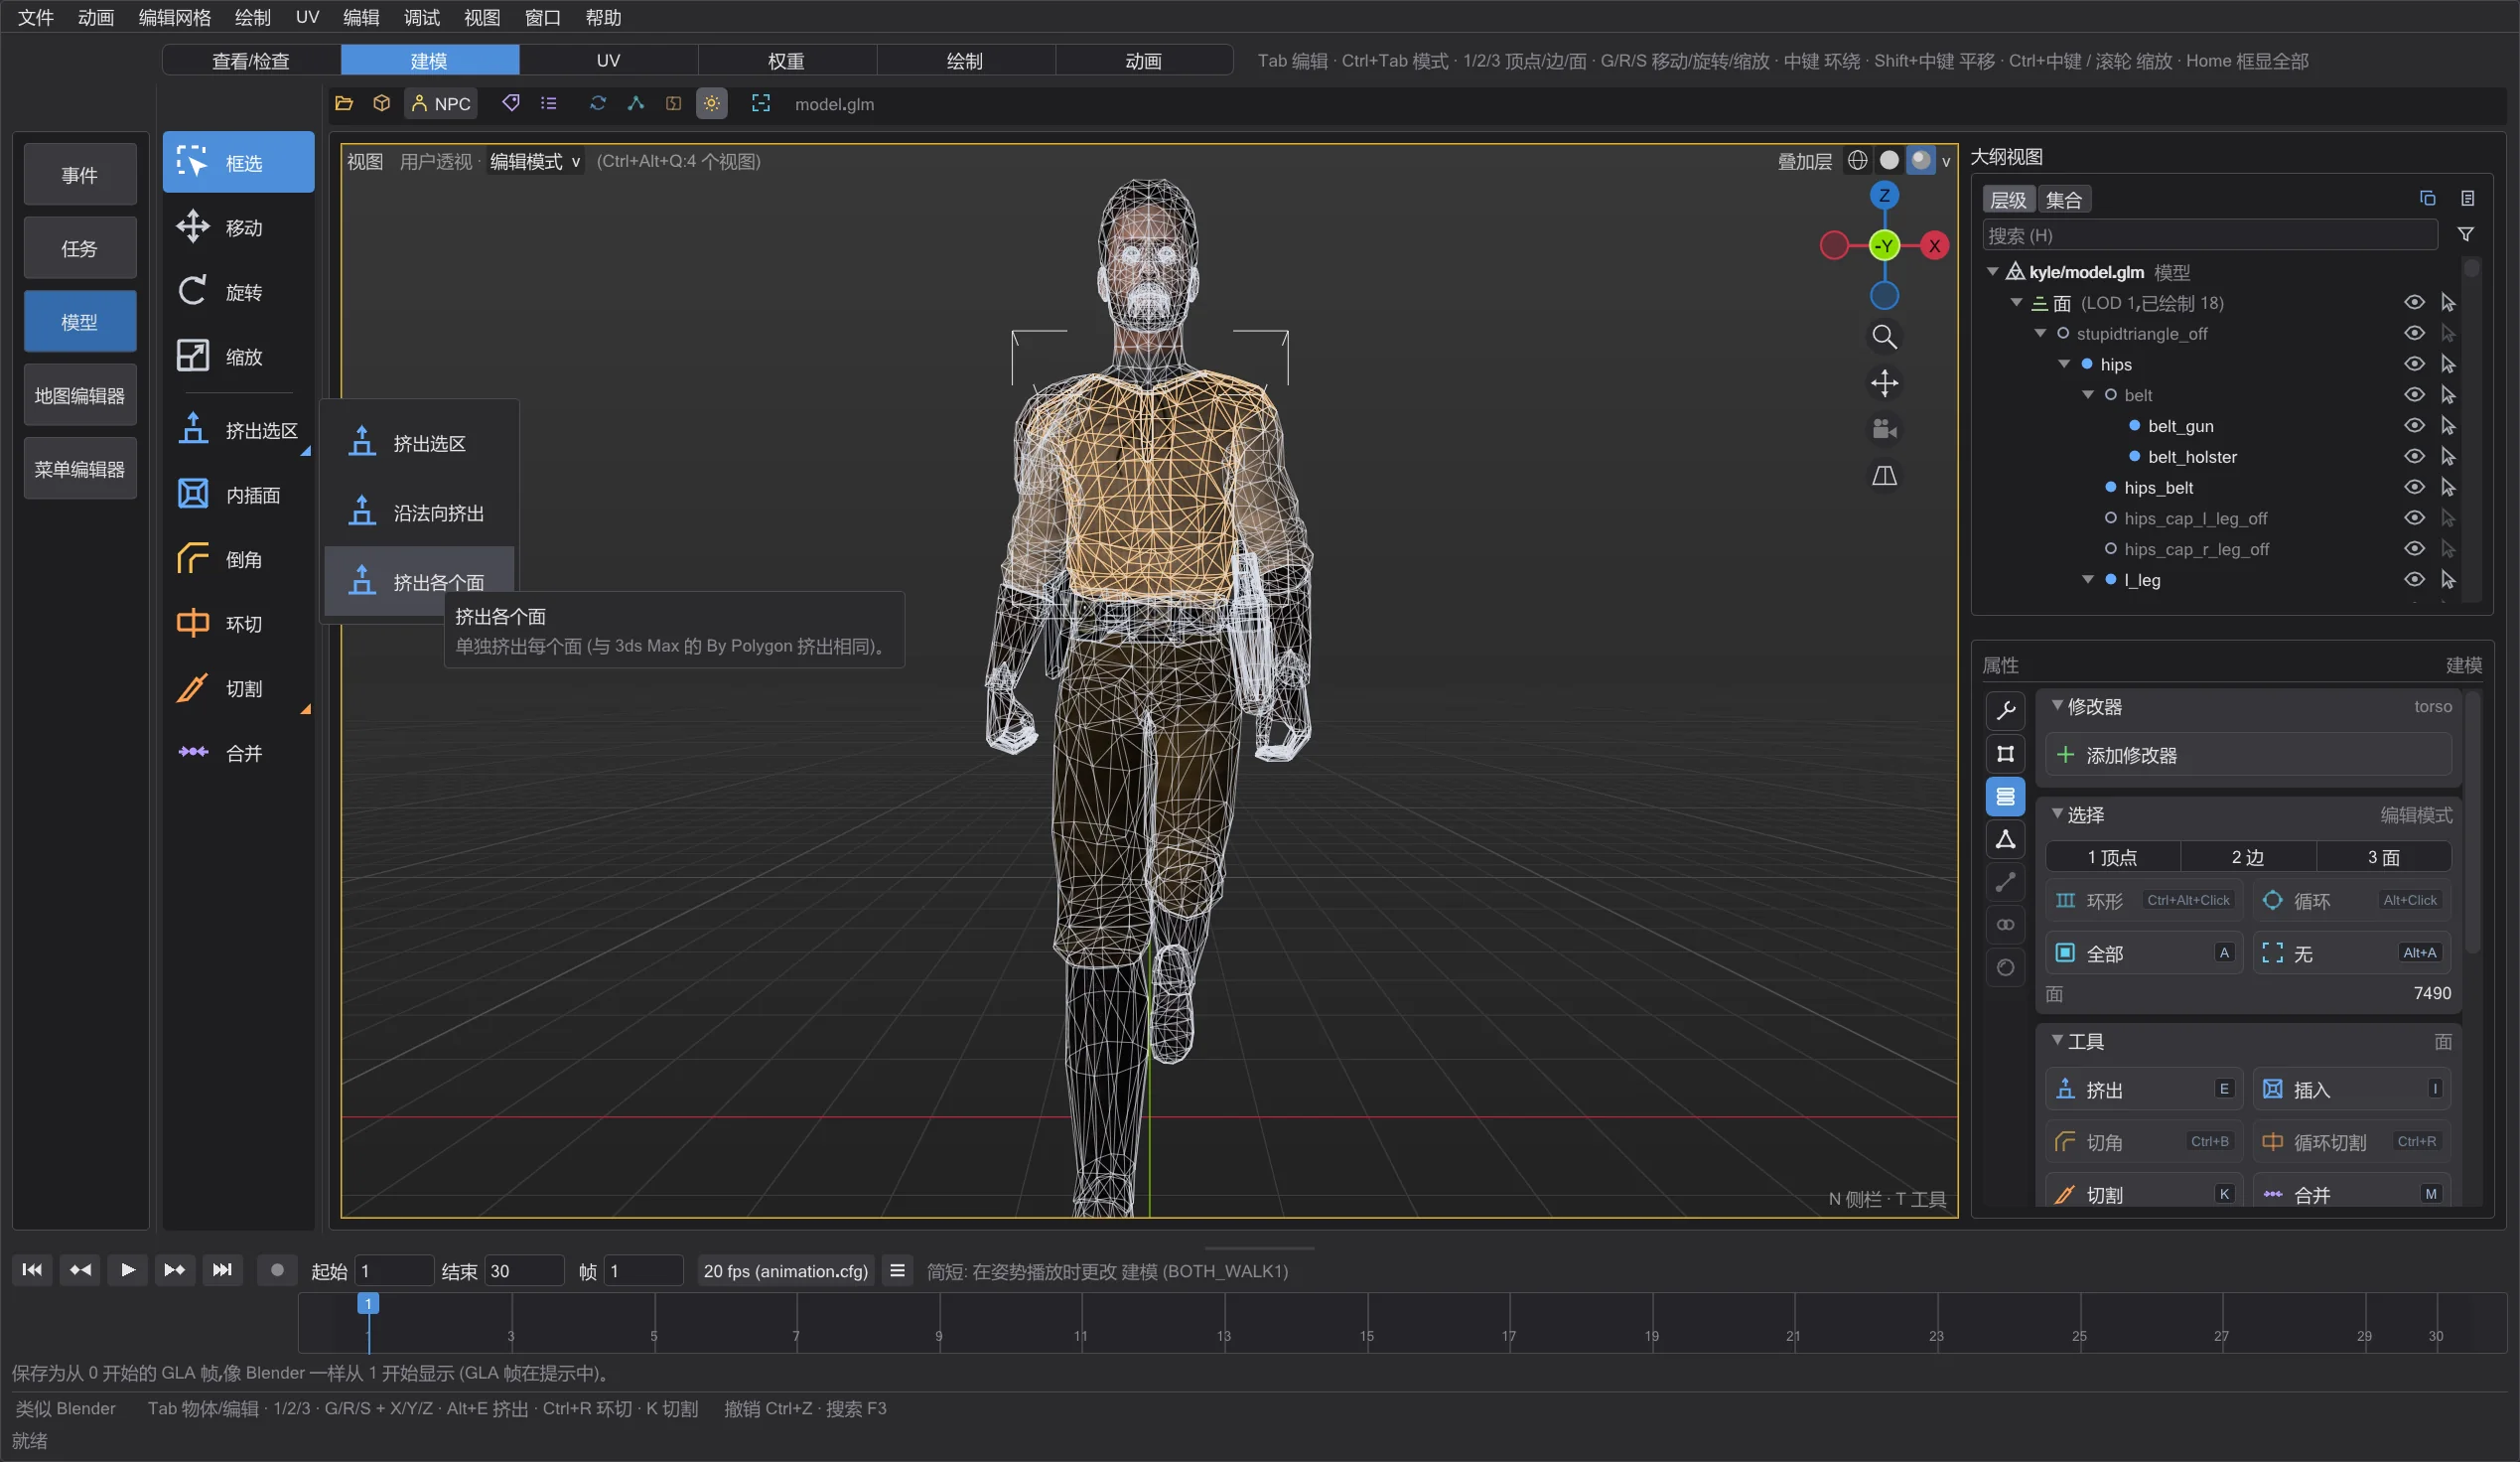 文件 动画 编辑网格 绘制 UV 编辑 调试 视图 窗口 帮助
查看/检查 建模 UV 权重 绘制 动画 Tab 编辑 · Ctrl+Tab 模式 · 1/2/3 顶点/边/面 · G/R/S 移动/旋转/缩放 · 中键 环绕 · Shift+中键 平移 · Ctrl+中键 / 滚轮 缩放 · Home 框显全部
NPC model.glm
事件
任务
模型
地图编辑器
菜单编辑器
框选
移动
旋转
缩放
挤出选区
内插面
倒角
环切
切割
合并
视图 用户透视 · 编辑模式 v (Ctrl+Alt+Q:4 个视图)
叠加层 v
Z
-Y
X
挤出选区
沿法向挤出
挤出各个面
挤出各个面
单独挤出每个面 (与 3ds Max 的 By Polygon 挤出相同)。
N 侧栏 · T 工具
大纲视图
层级 集合
搜索 (H)
kyle/model.glm 模型
面 (LOD 1,已绘制 18)
stupidtriangle_off
hips
belt
belt_gun
belt_holster
hips_belt
hips_cap_l_leg_off
hips_cap_r_leg_off
l_leg
属性 建模
修改器 torso
添加修改器
选择 编辑模式
1 顶点 2 边 3 面
环形 Ctrl+Alt+Click 循环 Alt+Click
全部 A 无 Alt+A
面 7490
工具 面
挤出 E 插入 I
切角 Ctrl+B 循环切割 Ctrl+R
切割 K 合并 M
起始 1 结束 30 帧 1 20 fps (animation.cfg) 简短: 在姿势播放时更改 建模 (BOTH_WALK1)
1
1 3 5 7 9 11 13 15 17 19 21 23 25 27 29 30
保存为从 0 开始的 GLA 帧,像 Blender 一样从 1 开始显示 (GLA 帧在提示中)。
类似 Blender Tab 物体/编辑 · 1/2/3 · G/R/S + X/Y/Z · Alt+E 挤出 · Ctrl+R 环切 · K 切割 撤销 Ctrl+Z · 搜索 F3
就绪